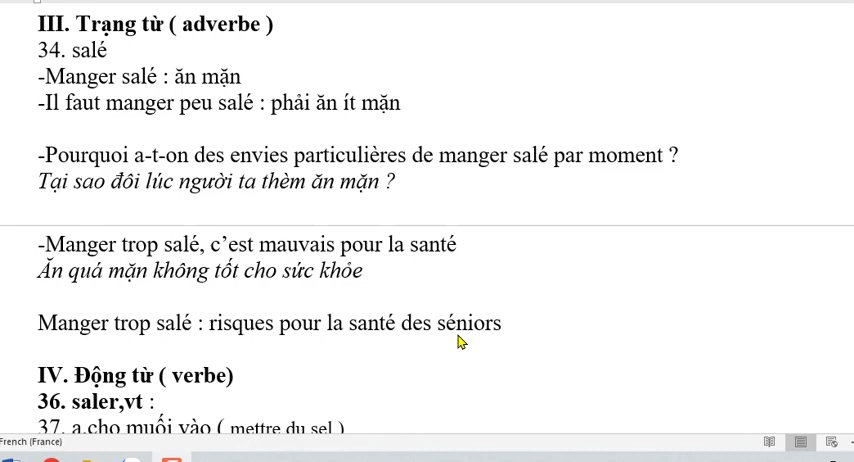 III. Trạng từ ( adverbe )
34. salé
-Manger salé : ăn mặn
-Il faut manger peu salé : phải ăn ít mặn
-Pourquoi a-t-on des envies particulières de manger salé par moment ?
Tại sao đôi lúc người ta thèm ăn mặn ?
-Manger trop salé, c’est mauvais pour la santé
Ăn quá mặn không tốt cho sức khỏe
Manger trop salé : risques pour la santé des séniors
IV. Động từ ( verbe)
36. saler,vt :
37. a.cho muối vào ( mettre du sel )
French (France)